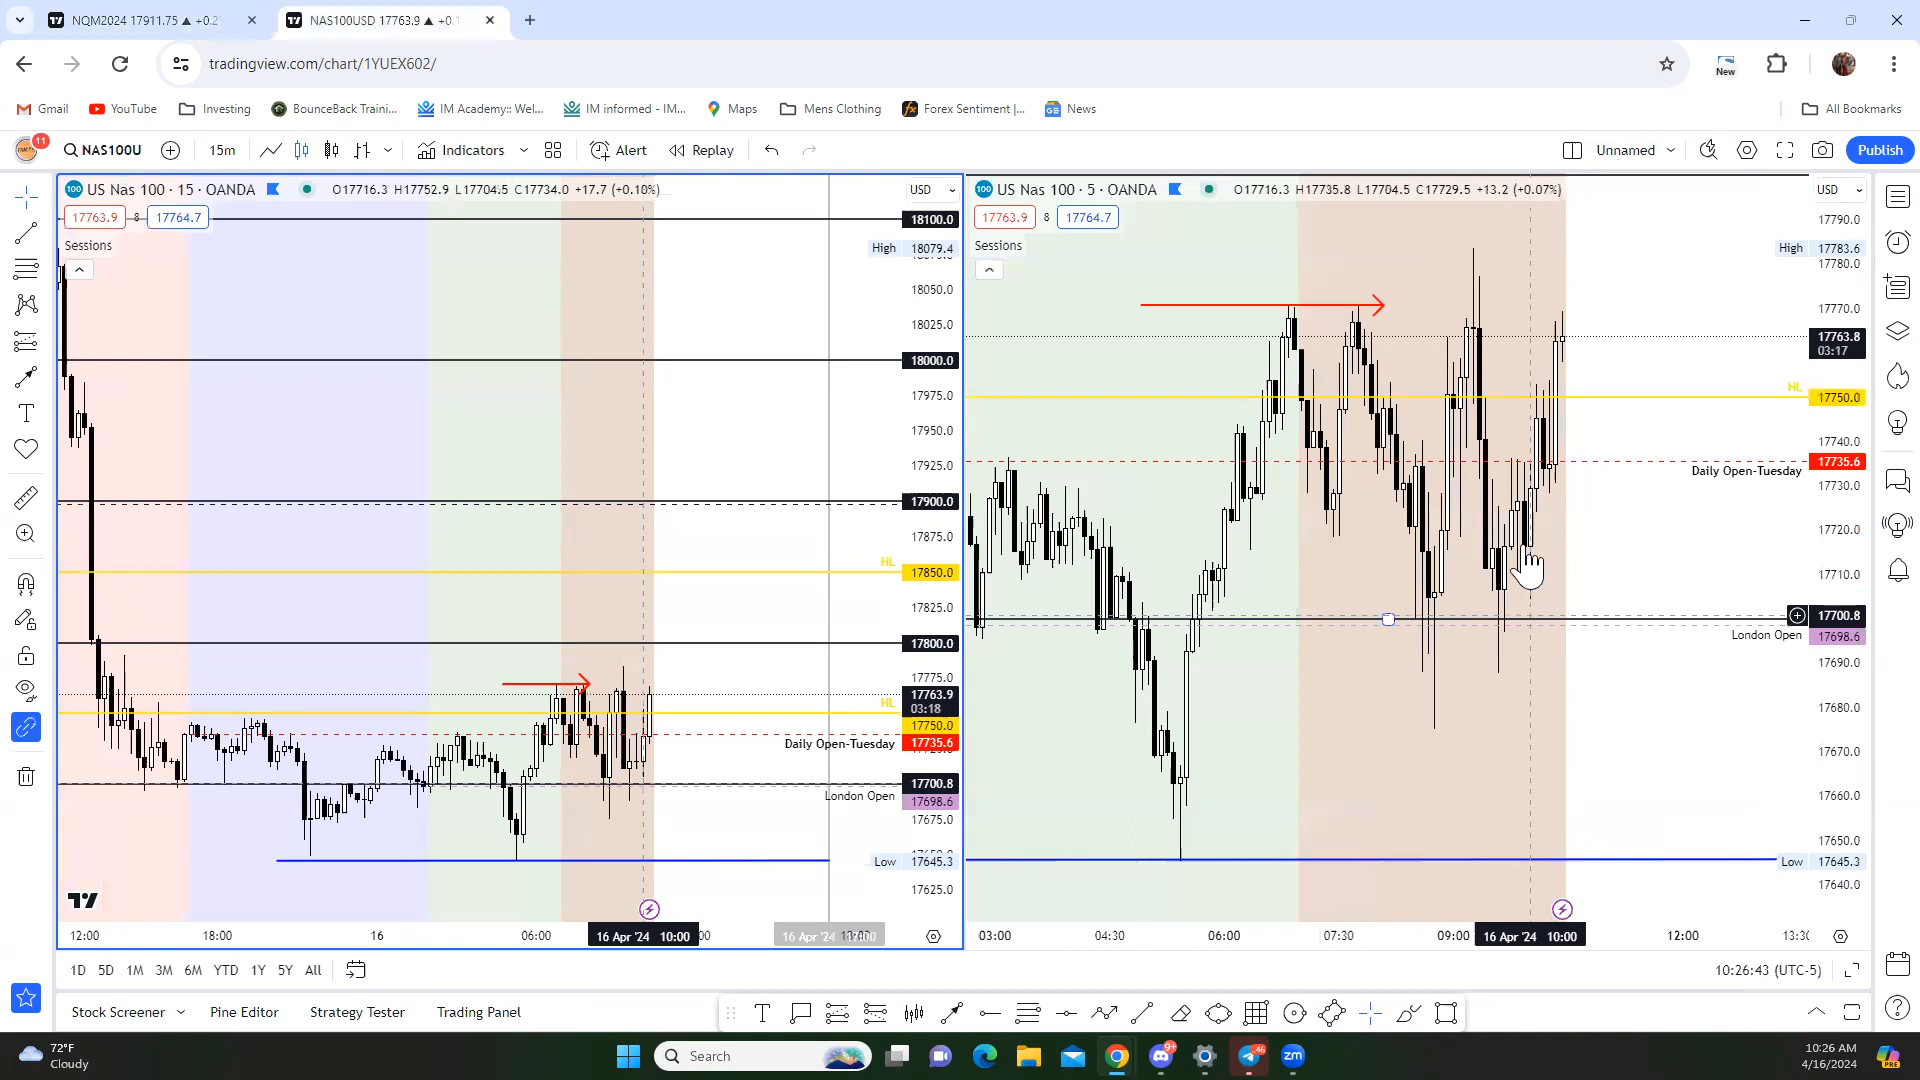 NQM2024 17911.75 ▲ +0.2
NAS100USD 17763.9 ▲ +0.
tradingview.com/chart/1YUEX602/
New
Gmail YouTube Investing BounceBack Traini... IM Academy:: Wel... IM informed - IM... Maps Mens Clothing Forex Sentiment |... News All Bookmarks
11 NAS100U 15m Indicators Alert Replay Unnamed Publish
US Nas 100 · 15 · OANDA O17716.3 H17752.9 L17704.5 C17734.0 +17.7 (+0.10%) USD
17763.9 8 17764.7
Sessions
18100.0
High 18079.4
18050.0
18025.0
18000.0
17975.0
17950.0
17925.0
17900.0
17875.0
HL 17850.0
17825.0
17800.0
17775.0
17763.9
03:18
HL 17750.0
Daily Open-Tuesday 17735.6
17700.8
London Open 17698.6
17675.0
Low 17645.3
17625.0
12:00 18:00 16 06:00 16 Apr '24 10:00 16 Apr '24
US Nas 100 · 5 · OANDA O17716.3 H17735.8 L17704.5 C17729.5 +13.2 (+0.07%) USD
17763.9 8 17764.7
17790.0
Sessions
High 17783.6
17780.0
17770.0
17763.8
03:17
HL 17750.0
17740.0
17735.6
Daily Open-Tuesday
17730.0
17720.0
17710.0
17700.8
London Open 17698.6
17690.0
17680.0
17670.0
17660.0
17650.0
Low 17645.3
17640.0
03:00 04:30 06:00 07:30 09:00 16 Apr '24 10:00 12:00 13:30
1D 5D 1M 3M 6M YTD 1Y 5Y All 10:26:43 (UTC-5)
Stock Screener Pine Editor Strategy Tester Trading Panel
72°F
Cloudy
Search
9+
46
zm
10:26 AM
4/16/2024
PRE